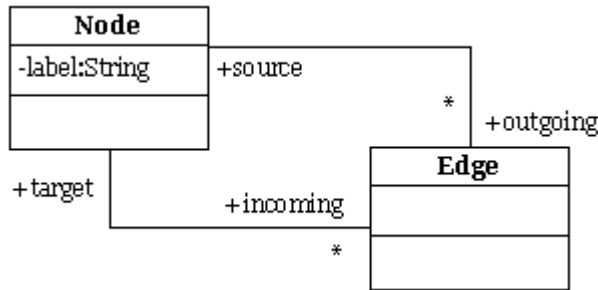 Node
-label:String
+source
*
+outgoing
Edge
+target
+incoming
*